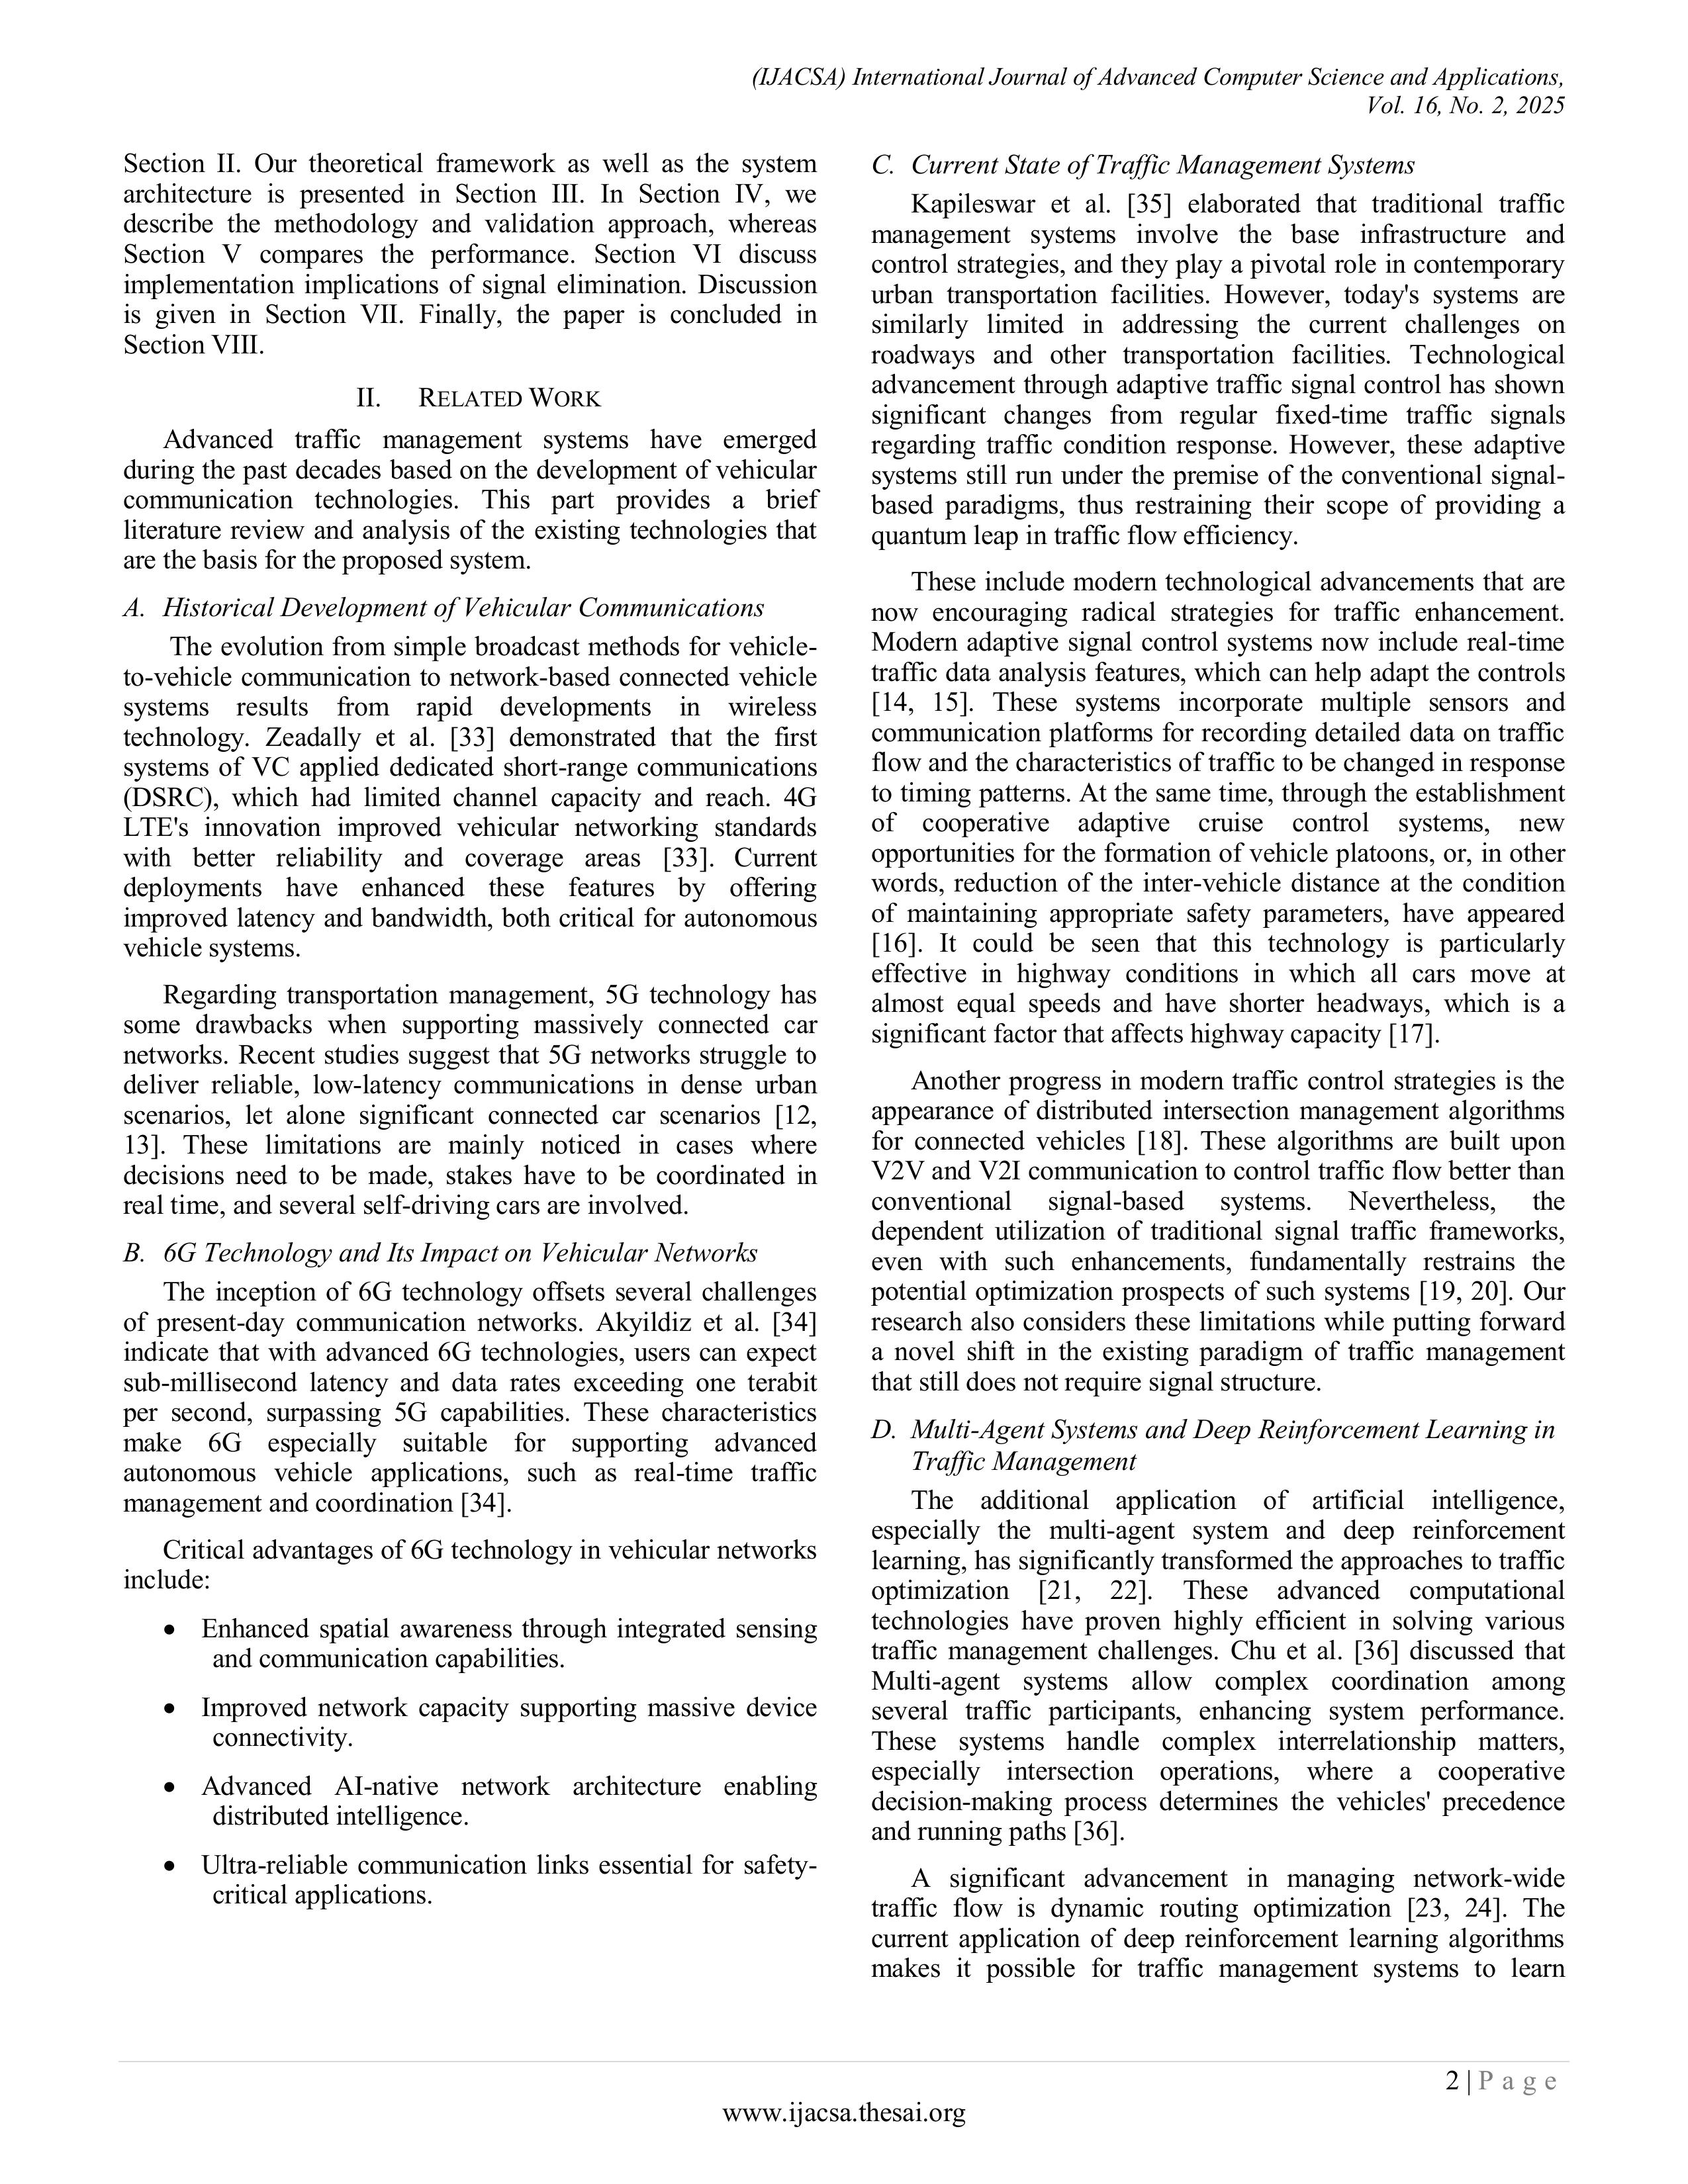 (IJACSA) International Journal of Advanced Computer Science and Applications,
Vol. 16, No. 2, 2025
Section II. Our theoretical framework as well as the system
architecture is presented in Section III. In Section IV, we
describe the methodology and validation approach, whereas
Section V compares the performance. Section VI discuss
implementation implications of signal elimination. Discussion
is given in Section VII. Finally, the paper is concluded in
Section VIII.
II. RELATED WORK
Advanced traffic management systems have emerged
during the past decades based on the development of vehicular
communication technologies. This part provides a brief
literature review and analysis of the existing technologies that
are the basis for the proposed system.
A. Historical Development of Vehicular Communications
The evolution from simple broadcast methods for vehicle-
to-vehicle communication to network-based connected vehicle
systems results from rapid developments in wireless
technology. Zeadally et al. [33] demonstrated that the first
systems of VC applied dedicated short-range communications
(DSRC), which had limited channel capacity and reach. 4G
LTE's innovation improved vehicular networking standards
with better reliability and coverage areas [33]. Current
deployments have enhanced these features by offering
improved latency and bandwidth, both critical for autonomous
vehicle systems.
Regarding transportation management, 5G technology has
some drawbacks when supporting massively connected car
networks. Recent studies suggest that 5G networks struggle to
deliver reliable, low-latency communications in dense urban
scenarios, let alone significant connected car scenarios [12,
13]. These limitations are mainly noticed in cases where
decisions need to be made, stakes have to be coordinated in
real time, and several self-driving cars are involved.
B. 6G Technology and Its Impact on Vehicular Networks
The inception of 6G technology offsets several challenges
of present-day communication networks. Akyildiz et al. [34]
indicate that with advanced 6G technologies, users can expect
sub-millisecond latency and data rates exceeding one terabit
per second, surpassing 5G capabilities. These characteristics
make 6G especially suitable for supporting advanced
autonomous vehicle applications, such as real-time traffic
management and coordination [34].
Critical advantages of 6G technology in vehicular networks
include:
• Enhanced spatial awareness through integrated sensing
and communication capabilities.
• Improved network capacity supporting massive device
connectivity.
• Advanced AI-native network architecture enabling
distributed intelligence.
• Ultra-reliable communication links essential for safety-
critical applications.
C. Current State of Traffic Management Systems
Kapileswar et al. [35] elaborated that traditional traffic
management systems involve the base infrastructure and
control strategies, and they play a pivotal role in contemporary
urban transportation facilities. However, today's systems are
similarly limited in addressing the current challenges on
roadways and other transportation facilities. Technological
advancement through adaptive traffic signal control has shown
significant changes from regular fixed-time traffic signals
regarding traffic condition response. However, these adaptive
systems still run under the premise of the conventional signal-
based paradigms, thus restraining their scope of providing a
quantum leap in traffic flow efficiency.
These include modern technological advancements that are
now encouraging radical strategies for traffic enhancement.
Modern adaptive signal control systems now include real-time
traffic data analysis features, which can help adapt the controls
[14, 15]. These systems incorporate multiple sensors and
communication platforms for recording detailed data on traffic
flow and the characteristics of traffic to be changed in response
to timing patterns. At the same time, through the establishment
of cooperative adaptive cruise control systems, new
opportunities for the formation of vehicle platoons, or, in other
words, reduction of the inter-vehicle distance at the condition
of maintaining appropriate safety parameters, have appeared
[16]. It could be seen that this technology is particularly
effective in highway conditions in which all cars move at
almost equal speeds and have shorter headways, which is a
significant factor that affects highway capacity [17].
Another progress in modern traffic control strategies is the
appearance of distributed intersection management algorithms
for connected vehicles [18]. These algorithms are built upon
V2V and V2I communication to control traffic flow better than
conventional signal-based systems. Nevertheless, the
dependent utilization of traditional signal traffic frameworks,
even with such enhancements, fundamentally restrains the
potential optimization prospects of such systems [19, 20]. Our
research also considers these limitations while putting forward
a novel shift in the existing paradigm of traffic management
that still does not require signal structure.
D. Multi-Agent Systems and Deep Reinforcement Learning in
Traffic Management
The additional application of artificial intelligence,
especially the multi-agent system and deep reinforcement
learning, has significantly transformed the approaches to traffic
optimization [21, 22]. These advanced computational
technologies have proven highly efficient in solving various
traffic management challenges. Chu et al. [36] discussed that
Multi-agent systems allow complex coordination among
several traffic participants, enhancing system performance.
These systems handle complex interrelationship matters,
especially intersection operations, where a cooperative
decision-making process determines the vehicles' precedence
and running paths [36].
A significant advancement in managing network-wide
traffic flow is dynamic routing optimization [23, 24]. The
current application of deep reinforcement learning algorithms
makes it possible for traffic management systems to learn
2 | P a g e
www.ijacsa.thesai.org